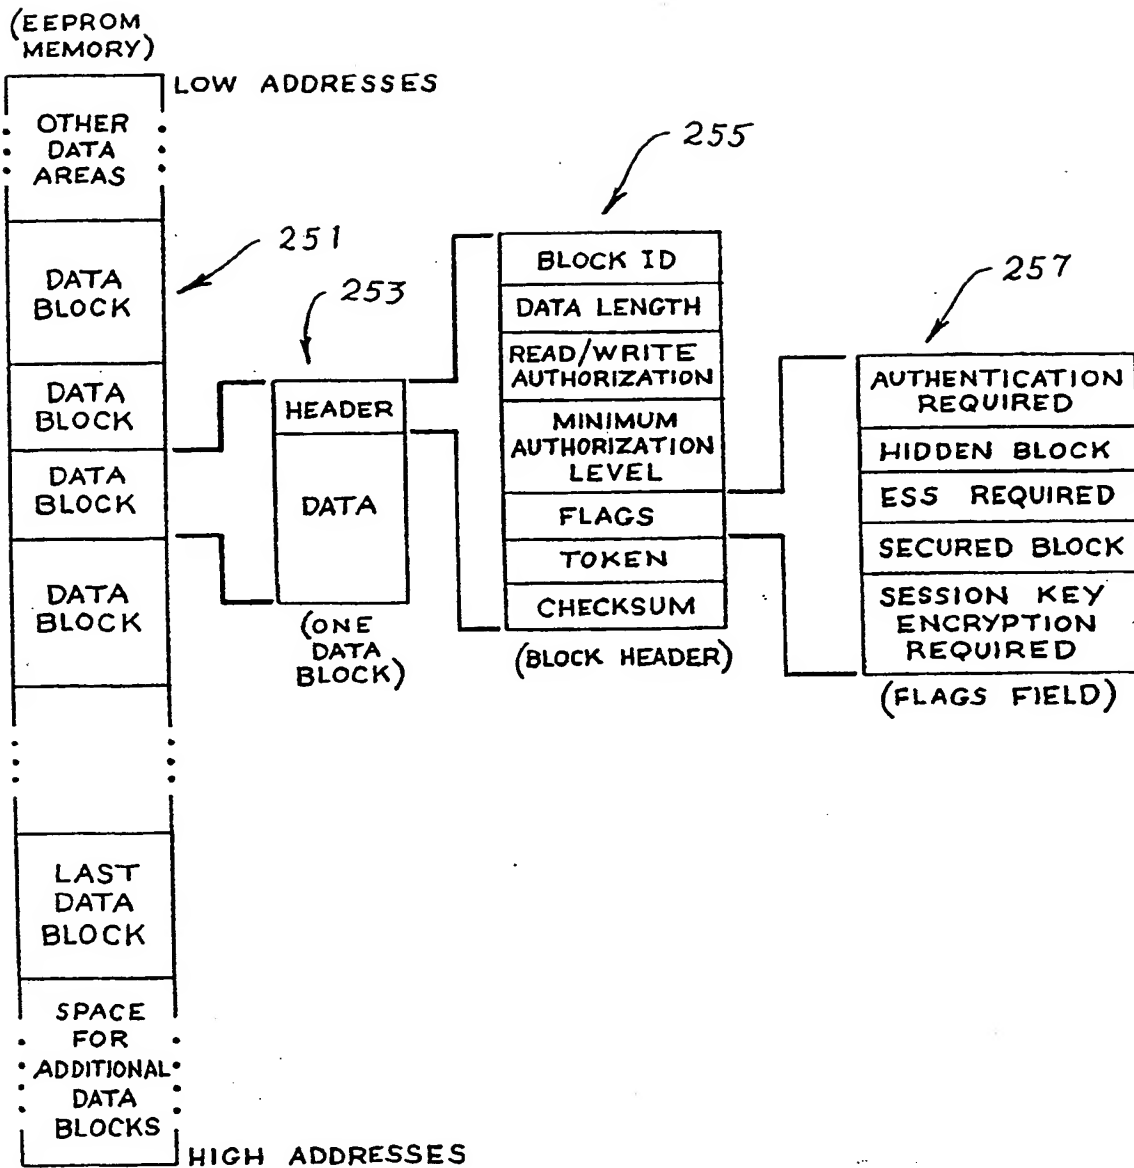 (EEPROM
MEMORY)
LOW ADDRESSES
OTHER
DATA
AREAS
DATA
BLOCK
251
DATA
BLOCK
DATA
BLOCK
DATA
BLOCK
LAST
DATA
BLOCK
SPACE
FOR
ADDITIONAL
DATA
BLOCKS
HIGH ADDRESSES
253
HEADER
DATA
(ONE
DATA
BLOCK)
255
BLOCK ID
DATA LENGTH
READ/WRITE
AUTHORIZATION
MINIMUM
AUTHORIZATION
LEVEL
FLAGS
TOKEN
CHECKSUM
(BLOCK HEADER)
257
AUTHENTICATION
REQUIRED
HIDDEN BLOCK
ESS REQUIRED
SECURED BLOCK
SESSION KEY
ENCRYPTION
REQUIRED
(FLAGS FIELD)